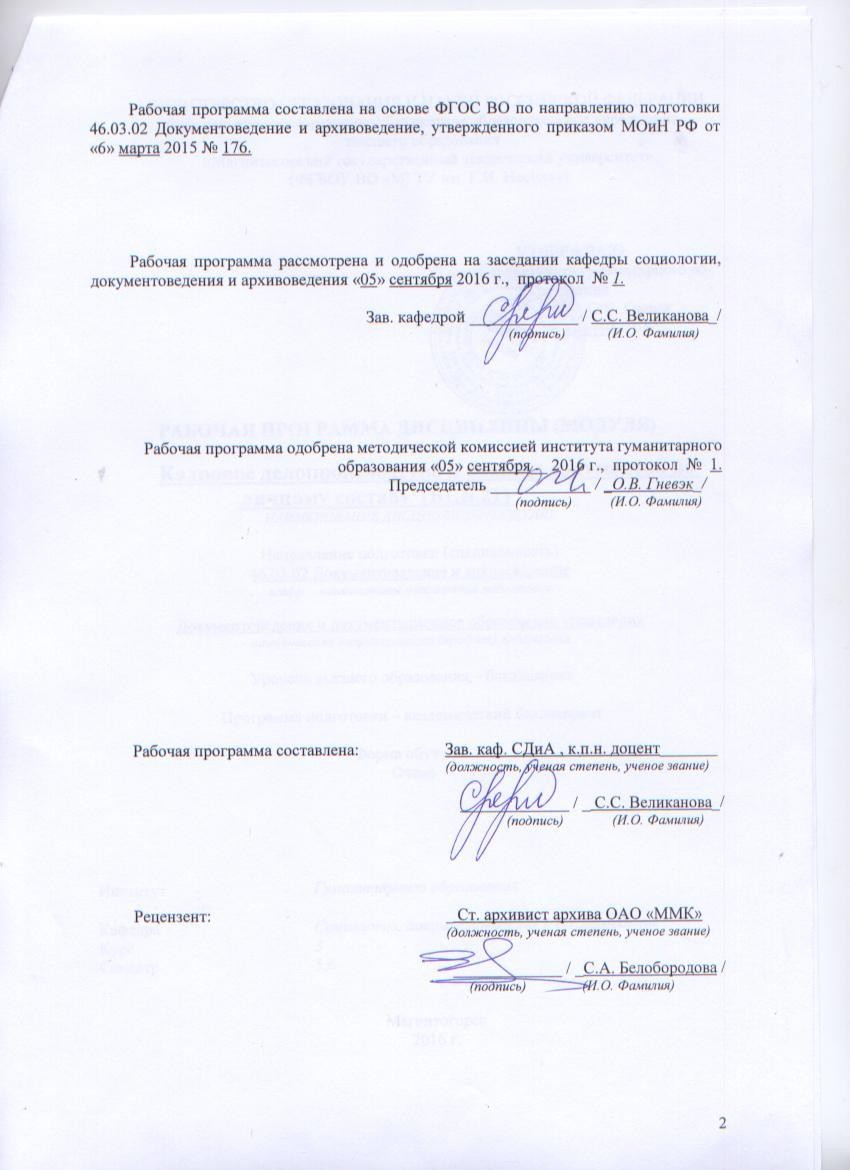 Рабочая программа составлена на основе ФГОС ВО по направлению подготовки
46.03.02 Документоведение и архивоведение, утвержденного приказом МОиН РФ от
«6» марта 2015 № 176.
Рабочая программа рассмотрена и одобрена на заседании кафедры социологии,
документоведения и архивоведения «05» сентября 2016 г., протокол № 1.
Зав. кафедрой _____________ / С.С. Великанова /
(подпись) (И.О. Фамилия)
Рабочая программа одобрена методической комиссией института гуманитарного
образования «05» сентября 2016 г., протокол № 1.
Председатель _____________ / О.В. Гневэк /
(подпись) (И.О. Фамилия)
Рабочая программа составлена: Зав. каф. СДиА , к.п.н. доцент
(должность, ученая степень, ученое звание)
_____________ / С.С. Великанова /
(подпись) (И.О. Фамилия)
Рецензент: Ст. архивист архива ОАО «ММК»
(должность, ученая степень, ученое звание)
_____________ / С.А. Белобородова /
(подпись) (И.О. Фамилия)
2